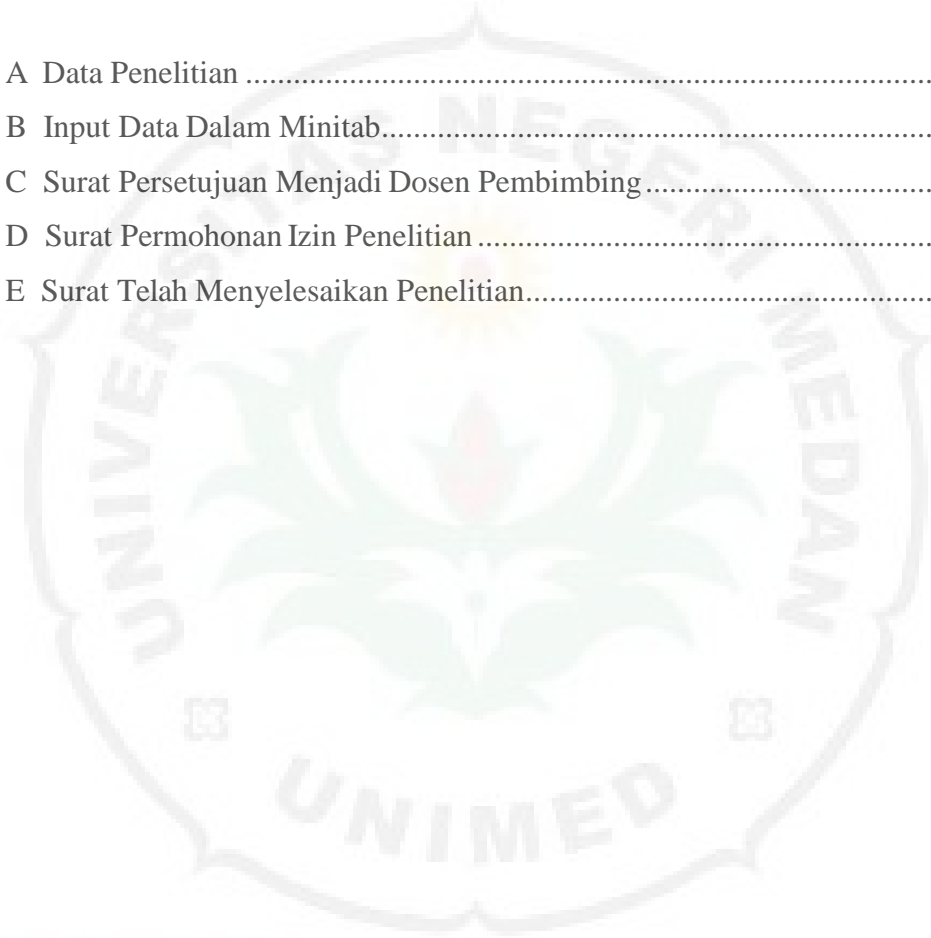 A Data Penelitian ........................................................................................
B Input Data Dalam Minitab......................................................................
C Surat Persetujuan Menjadi Dosen Pembimbing.....................................
D Surat Permohonan Izin Penelitian ..........................................................
E Surat Telah Menyelesaikan Penelitian....................................................
UNIVERSITAS NEGERI MEDAN
UNIMED